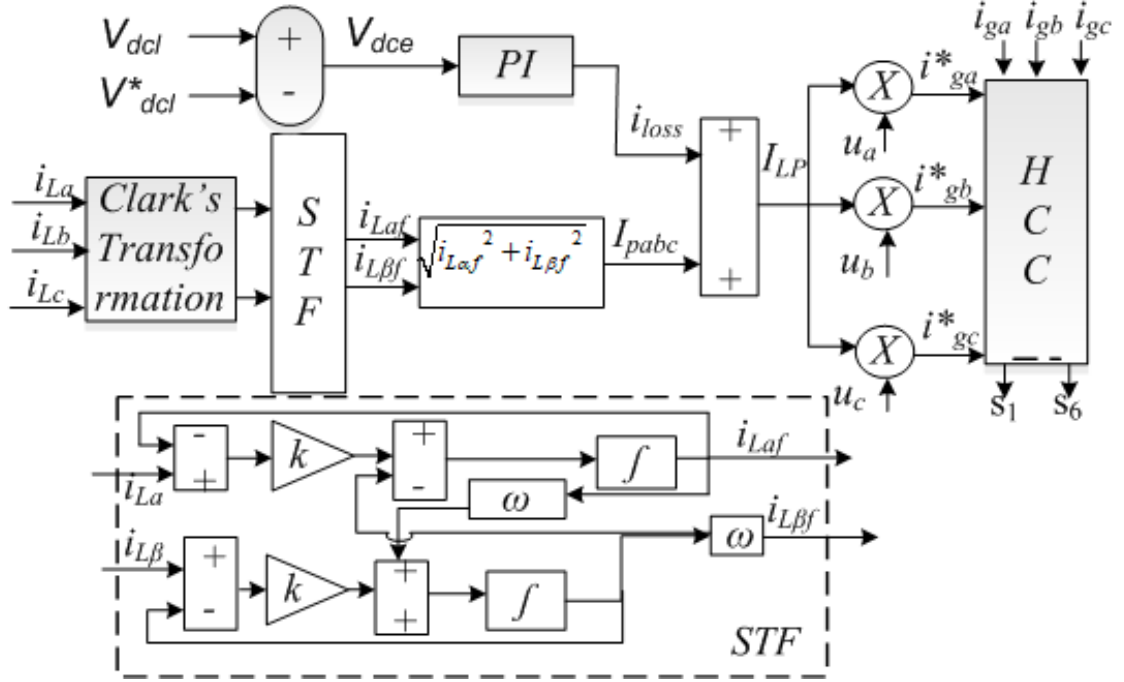 V_dcl
+
-
V*_dcl
V_dce
PI
i_loss
i_La
i_Lb
i_Lc
Clark's
Transfo
rmation
S
T
F
i_Laf
i_Lβf
√(i_Lαf² + i_Lβf²)
I_pabc
+
+
I_LP
X
X
X
u_a
u_b
u_c
i*_ga
i*_gb
i*_gc
i_ga i_gb i_gc
H
C
C
s_1 s_6
-
+
i_La
k
+
-
∫
i_Laf
ω
i_Lβ
+
-
k
+
+
∫
ω
i_Lβf
STF